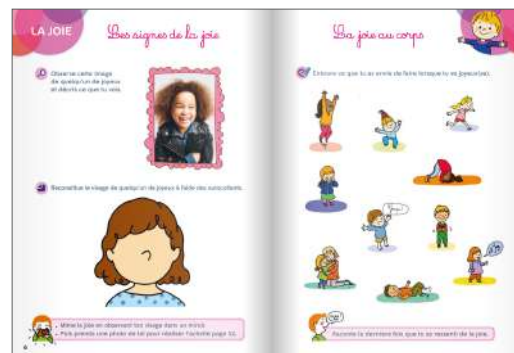 LA JOIE
Les signes de la joie
Observe cette image
de quelqu'un de joyeux
et décris ce que tu vois.
Reconstitue le visage de quelqu'un de joyeux à l'aide des autocollants.
Mime la joie en observant ton visage dans un miroir.
Puis prends une photo de toi pour réaliser l'activité page 52.
6
La joie au corps
Entoure ce que tu as envie de faire lorsque tu es joyeux(se).
Raconte la dernière fois que tu as ressenti de la joie.